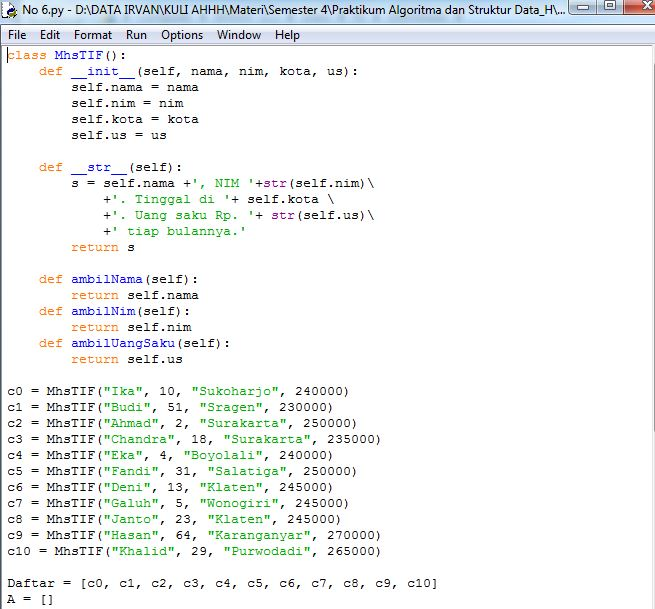 No 6.py - D:\DATA IRVAN\KULI AHHH\Materi\Semester 4\Praktikum Algoritma dan Struktur Data_H\...
File Edit Format Run Options Window Help
class MhsTIF():
    def __init__(self, nama, nim, kota, us):
        self.nama = nama
        self.nim = nim
        self.kota = kota
        self.us = us

    def __str__(self):
        s = self.nama +', NIM '+str(self.nim)\
            +'. Tinggal di '+ self.kota \
            +'. Uang saku Rp. '+ str(self.us)\
            +' tiap bulannya.'
        return s

    def ambilNama(self):
        return self.nama
    def ambilNim(self):
        return self.nim
    def ambilUangSaku(self):
        return self.us

c0 = MhsTIF("Ika", 10, "Sukoharjo", 240000)
c1 = MhsTIF("Budi", 51, "Sragen", 230000)
c2 = MhsTIF("Ahmad", 2, "Surakarta", 250000)
c3 = MhsTIF("Chandra", 18, "Surakarta", 235000)
c4 = MhsTIF("Eka", 4, "Boyolali", 240000)
c5 = MhsTIF("Fandi", 31, "Salatiga", 250000)
c6 = MhsTIF("Deni", 13, "Klaten", 245000)
c7 = MhsTIF("Galuh", 5, "Wonogiri", 245000)
c8 = MhsTIF("Janto", 23, "Klaten", 245000)
c9 = MhsTIF("Hasan", 64, "Karanganyar", 270000)
c10 = MhsTIF("Khalid", 29, "Purwodadi", 265000)

Daftar = [c0, c1, c2, c3, c4, c5, c6, c7, c8, c9, c10]
A = []